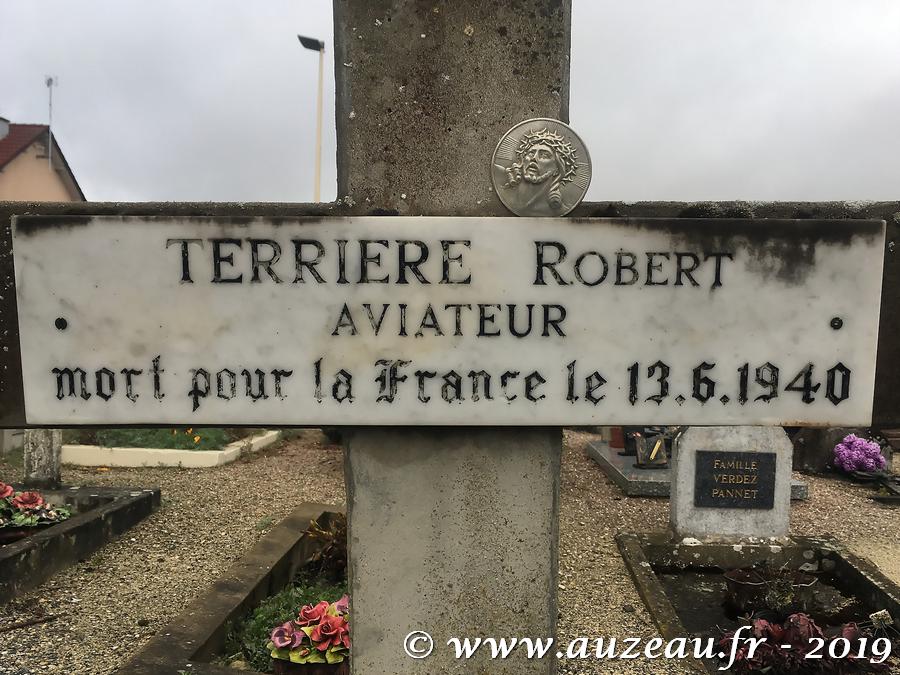 TERRIERE ROBERT
AVIATEUR
mort pour la France le 13.6.1940
FAMILLE
VERDEZ
PANNET
© www.auzeau.fr - 2019